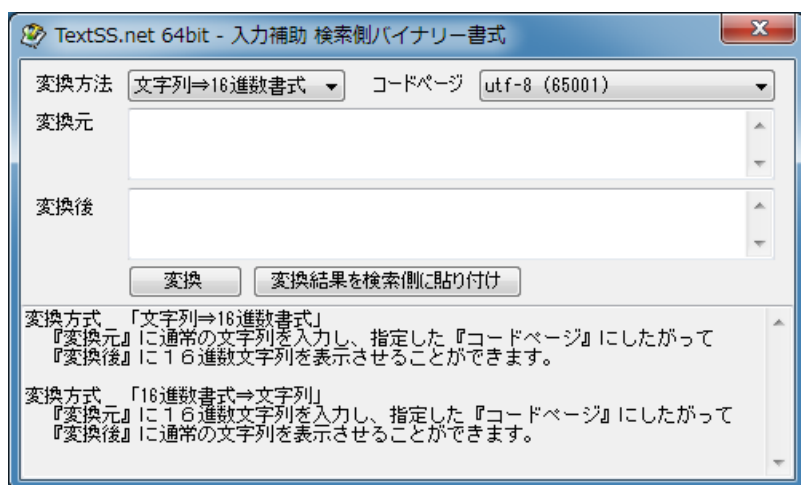 TextSS.net 64bit - 入力補助 検索側バイナリー書式
変換方法 文字列⇒16進数書式 コードページ utf-8 (65001)
変換元
変換後
変換 変換結果を検索側に貼り付け
変換方式_ 「文字列⇒16進数書式」
『変換元』に通常の文字列を入力し、指定した『コードページ』にしたがって
『変換後』に１６進数文字列を表示させることができます。
変換方式_ 「16進数書式⇒文字列」
『変換元』に１６進数文字列を入力し、指定した『コードページ』にしたがって
『変換後』に通常の文字列を表示させることができます。